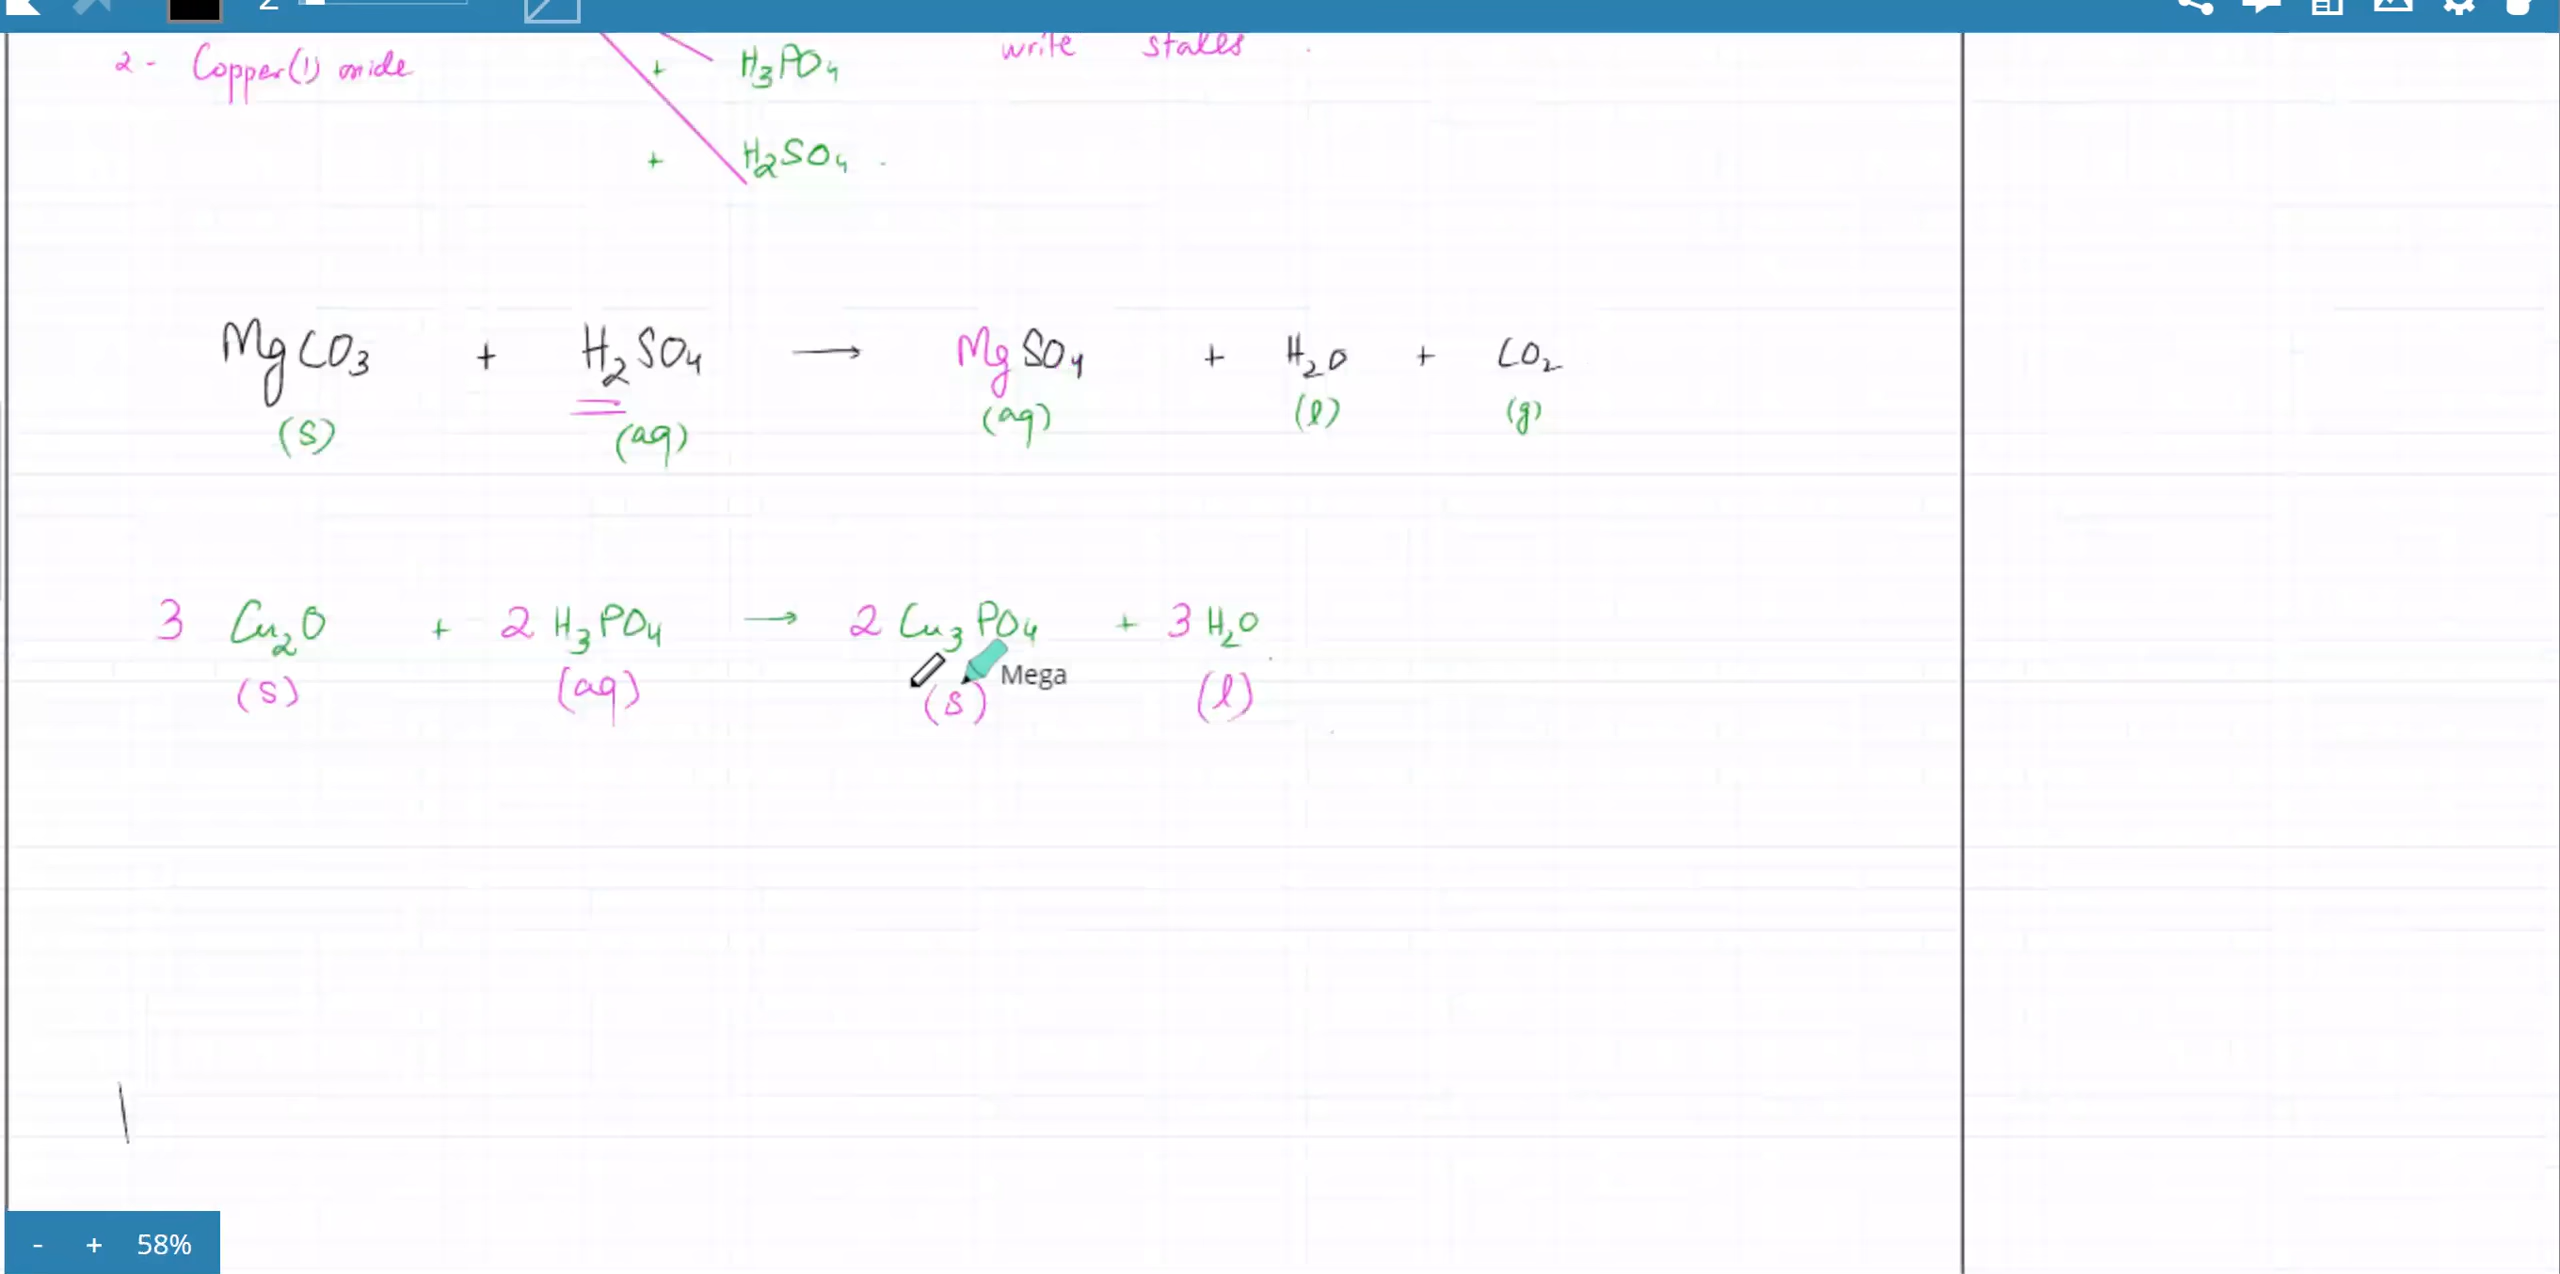 2
2 - Copper(I) oxide + H₃PO₄ write states .
+ H₂SO₄ .
MgCO₃ + H₂SO₄ → MgSO₄ + H₂O + CO₂
(s) (aq) (aq) (l) (g)
3 Cu₂O + 2 H₃PO₄ → 2 Cu₃PO₄ + 3 H₂O
Mega
(s) (aq) (s) (l)
- + 58%